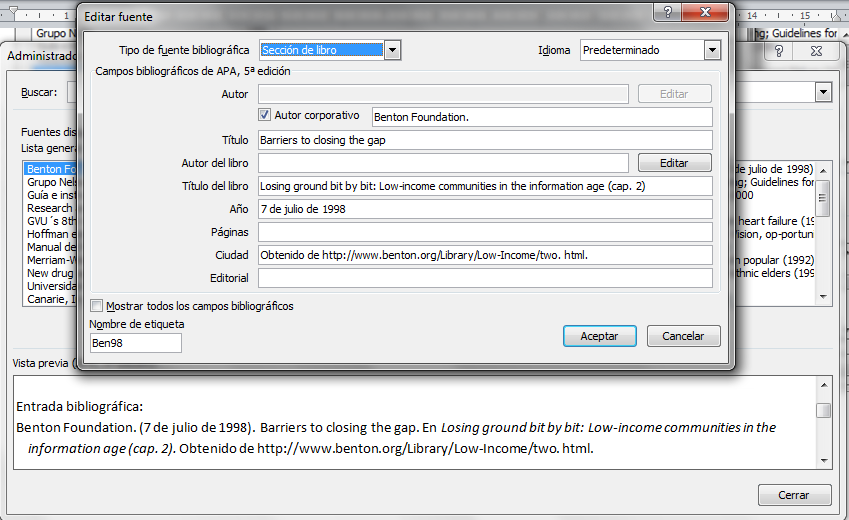 Editar fuente
Tipo de fuente bibliográfica Sección de libro Idioma Predeterminado
Campos bibliográficos de APA, 5ª edición
Autor Editar
Autor corporativo Benton Foundation.
Título Barriers to closing the gap
Autor del libro Editar
Título del libro Losing ground bit by bit: Low-income communities in the information age (cap. 2)
Año 7 de julio de 1998
Páginas
Ciudad Obtenido de http://www.benton.org/Library/Low-Income/two. html.
Editorial
Mostrar todos los campos bibliográficos
Nombre de etiqueta
Ben98
Aceptar Cancelar
14 15
Grupo N ng; Guidelines for
Administrado
Buscar:
Fuentes dis
Lista genera
Benton Fo de julio de 1998)
Grupo Nels ng; Guidelines for
Guía e inst 000
Research
GVU´s 8th heart failure (19
Hoffman e vision, op-portun
Manual de
Merriam-W n popular (1992)
New drug thnic elders (199
Universida
Canarie, I
Vista previa (
Entrada bibliográfica:
Benton Foundation. (7 de julio de 1998). Barriers to closing the gap. En Losing ground bit by bit: Low-income communities in the
information age (cap. 2). Obtenido de http://www.benton.org/Library/Low-Income/two. html.
Cerrar